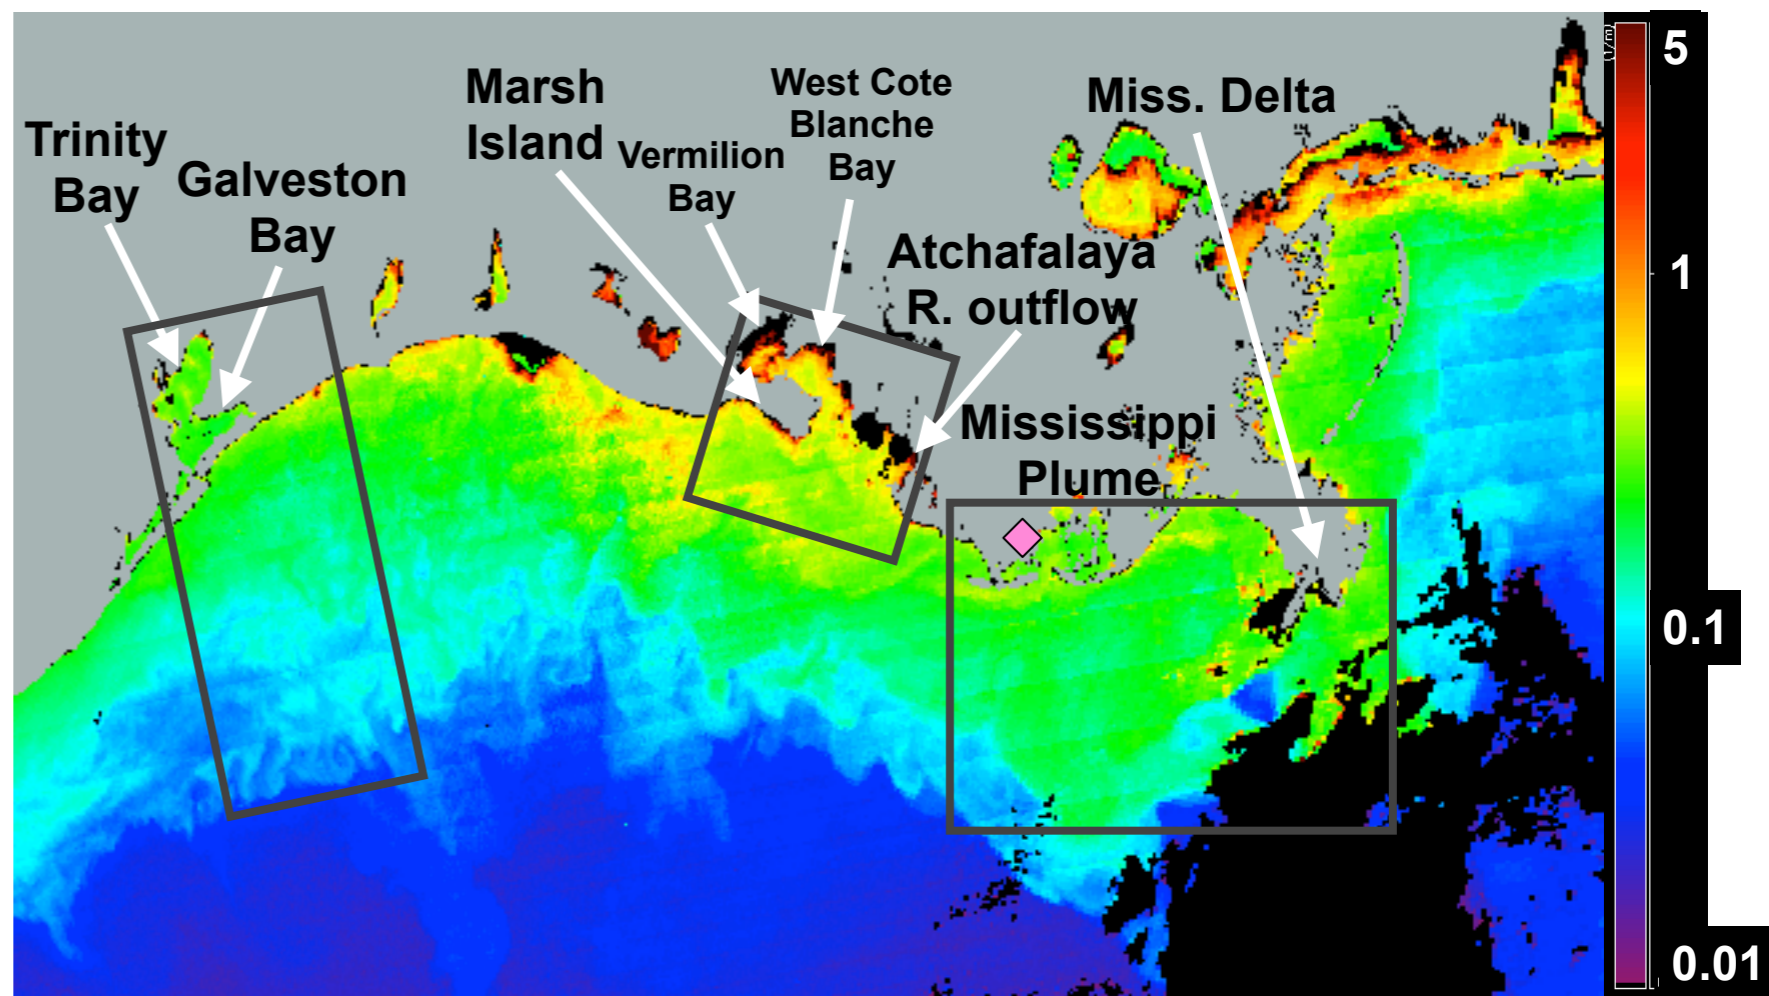 Trinity
Bay
Galveston
Bay
Marsh
Island
Vermilion
Bay
West Cote
Blanche
Bay
Atchafalaya
R. outflow
Miss. Delta
Mississippi
Plume
5
1
0.1
0.01